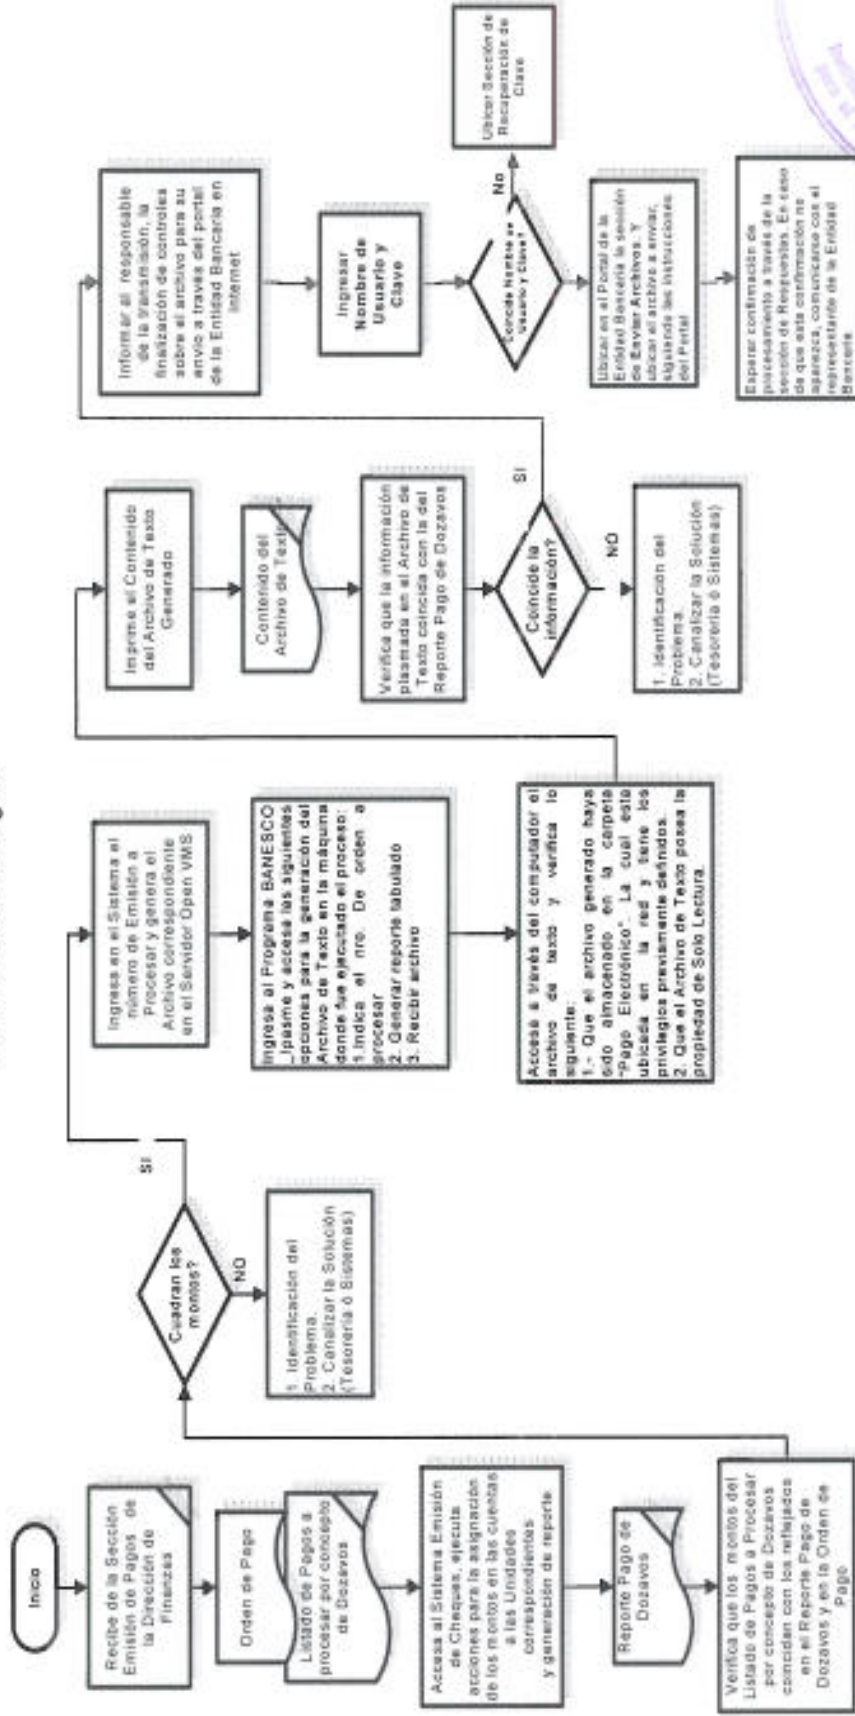 Inicio
Recibe de la Sección
Emisión de Pagos de
la Dirección de
Finanzas
Orden de Pago
Listado de Pagos a
procesar por concepto
de Dozavos
Accesa al Sistema Emisión
de Cheques, ejecuta
acciones para la asignación
de los montos en las cuentas
a las Unidades
correspondientes
y generación de reporte
Reporte Pago de
Dozavos
Verifica que los montos del
Listado de Pagos a Procesar
por concepto de Dozavos
coincidan con los reflejados
en el Reporte Pago de
Dozavos y en la Orden de
Pago
Cuadran los
montos?
SI
NO
1. Identificación del
Problema.
2. Canalizar la Solución
(Tesorería ó Sistemas)
Ingresa en el Sistema el
número de Emisión a
Procesar y genera el
Archivo correspondiente
en el Servidor Open VMS
Ingresa al Programa BANESCO
_Ipasme y accesa las siguientes
opciones para la generación del
Archivo de Texto en la máquina
donde fue ejecutado el proceso:
1.Indica el nro. De orden a
procesar
2. Generar reporte tabulado
3. Recibir archivo
Accesa a través del computador el
archivo de texto y verifica lo
siguiente:
1.- Que el archivo generado haya
sido almacenado en la carpeta
"Pago Electrónico". La cual esta
ubicada en la red y tiene los
privilegios previamente definidos.
2. Que el Archivo de Texto posea la
propiedad de Solo Lectura.
Imprime el Contenido
del Archivo de Texto
Generado
Contenido del
Archivo de Texto
Verifica que la información
plasmada en el Archivo de
Texto coincida con la del
Reporte Pago de Dozavos
Coincide la
información?
SI
NO
1. Identificación del
Problema.
2. Canalizar la Solución
(Tesorería ó Sistemas)
Informar al responsable
de la transmisión, la
finalización de controles
sobre el archivo para su
envío a través del portal
de la Entidad Bancaria en
Internet
Ingresar
Nombre de
Usuario y
Clave
Coincide Nombre de
Usuario y Clave?
No
Ubicar Sección de
Recuperación de
Clave
Ubicar en el Portal de la
Entidad Bancaria la sección
de Enviar Archivos. Y
ubicar el archivo a enviar,
siguiendo las instrucciones
del Portal
Esperar confirmación de
procesamiento a través de la
sección de Respuestas. En caso
de que esta confirmación no
aparezca, comunicarse con el
representante de la Entidad
Bancaria